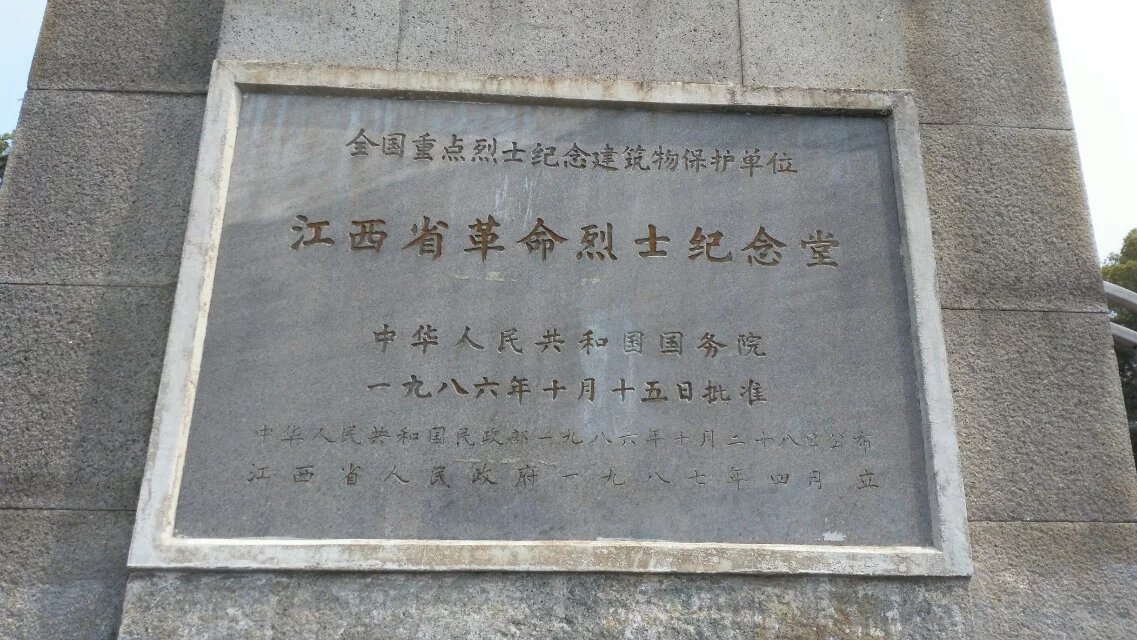 全国重点烈士纪念建筑物保护单位
江西省革命烈士纪念堂
中华人民共和国国务院
一九八六年十月十五日批准
中华人民共和国民政部一九八六年十月二十八日公布
江西省人民政府一九八七年四月立